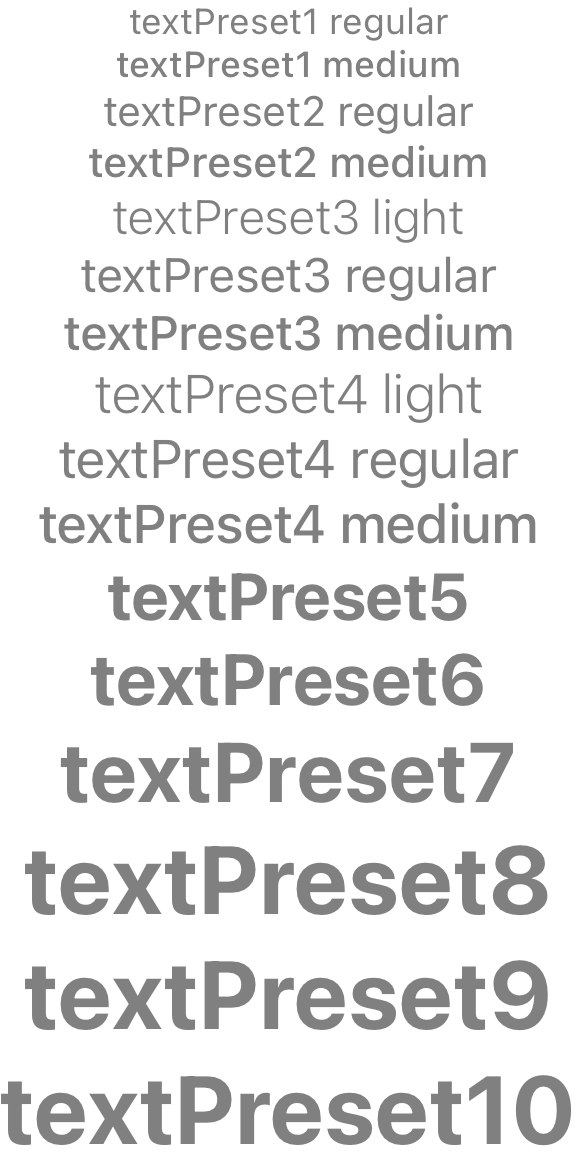 textPreset1 regular
textPreset1 medium
textPreset2 regular
textPreset2 medium
textPreset3 light
textPreset3 regular
textPreset3 medium
textPreset4 light
textPreset4 regular
textPreset4 medium
textPreset5
textPreset6
textPreset7
textPreset8
textPreset9
textPreset10